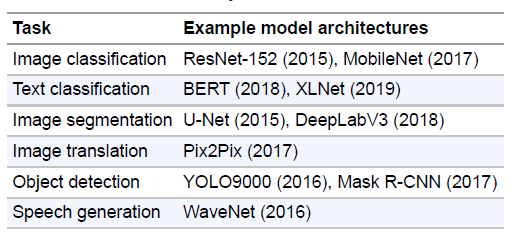 Task Example model architectures
Image classification ResNet-152 (2015), MobileNet (2017)
Text classification BERT (2018), XLNet (2019)
Image segmentation U-Net (2015), DeepLabV3 (2018)
Image translation Pix2Pix (2017)
Object detection YOLO9000 (2016), Mask R-CNN (2017)
Speech generation WaveNet (2016)